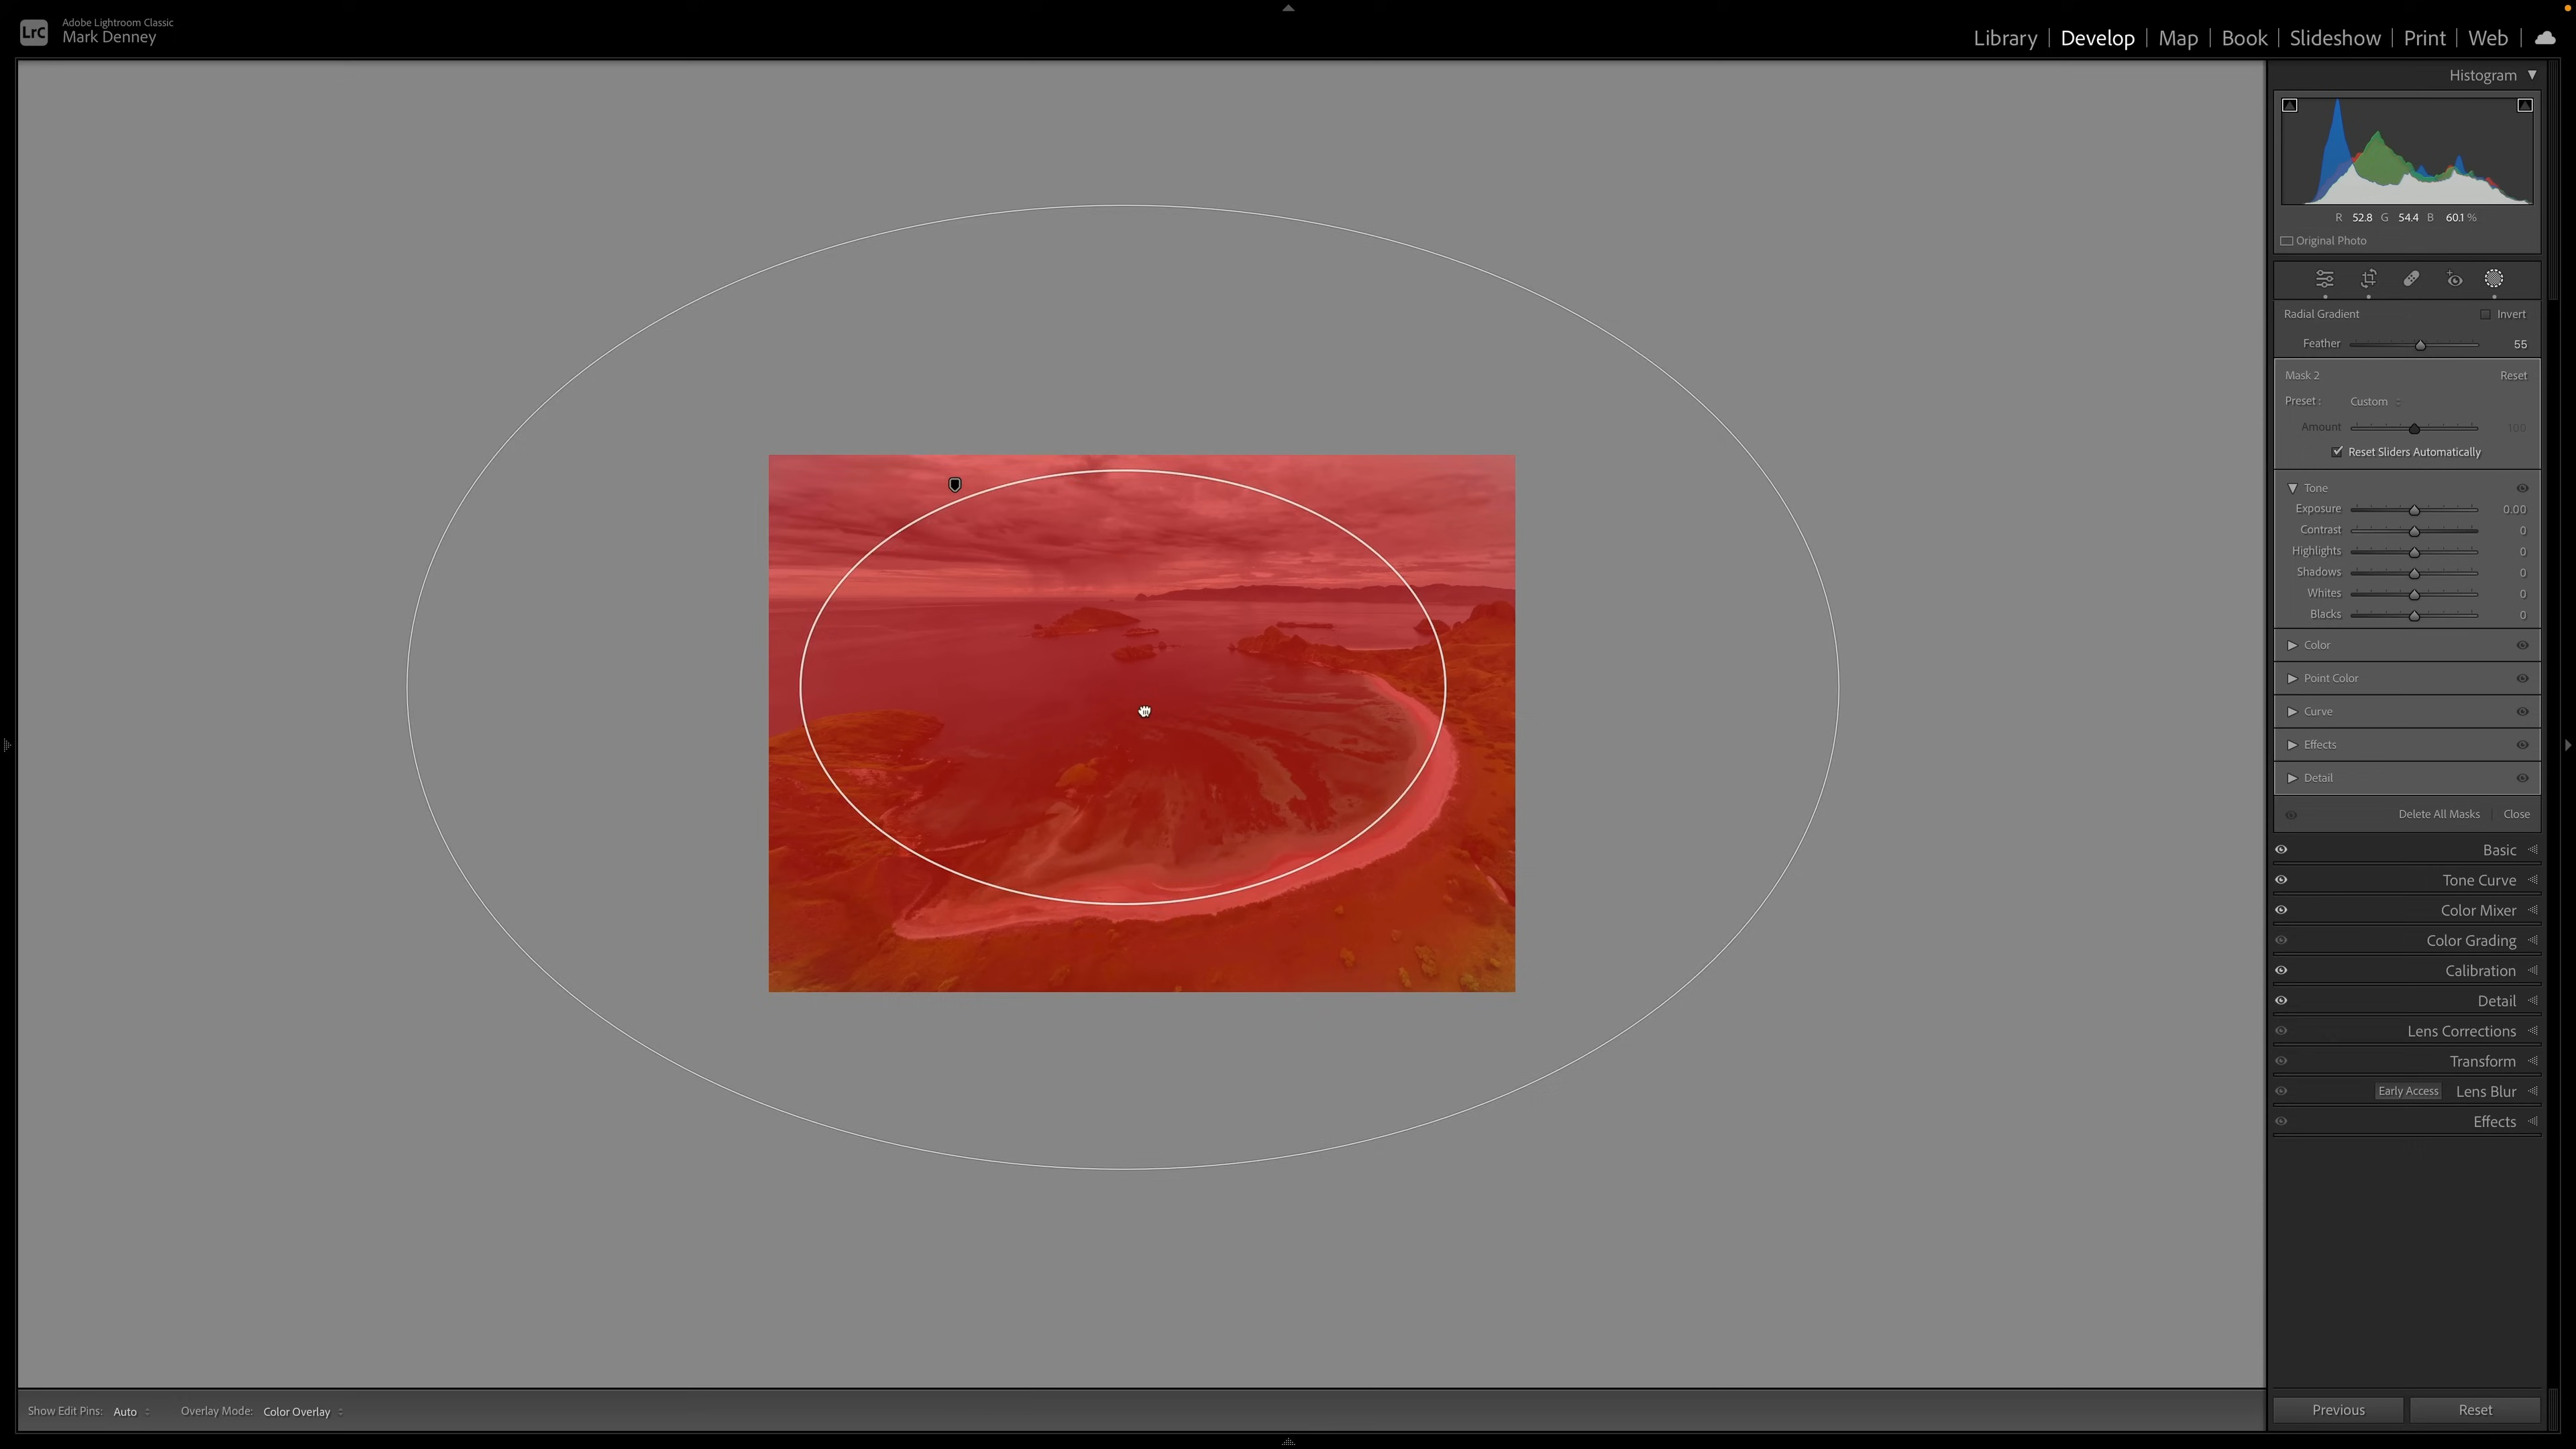 LrC
Adobe Lightroom Classic
Mark Denney
Library | Develop | Map | Book | Slideshow | Print | Web
Histogram
R 52.8 G 54.4 B 60.1 %
Original Photo
Radial Gradient Invert
Feather 55
Mask 2 Reset
Preset : Custom
Amount 100
Reset Sliders Automatically
Tone
Exposure 0.00
Contrast 0
Highlights 0
Shadows 0
Whites 0
Blacks 0
Color
Point Color
Curve
Effects
Detail
Delete All Masks Close
Basic
Tone Curve
Color Mixer
Color Grading
Calibration
Detail
Lens Corrections
Transform
Early Access Lens Blur
Effects
Show Edit Pins: Auto Overlay Mode: Color Overlay
Previous Reset